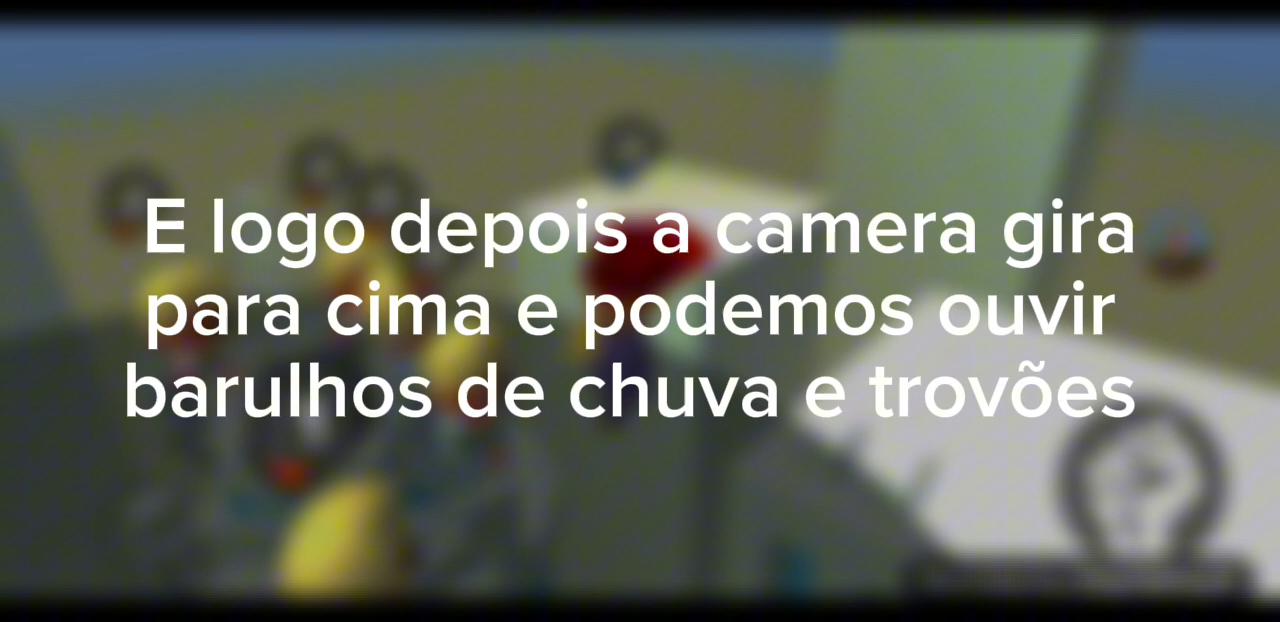 E logo depois a camera gira
para cima e podemos ouvir
barulhos de chuva e trovões